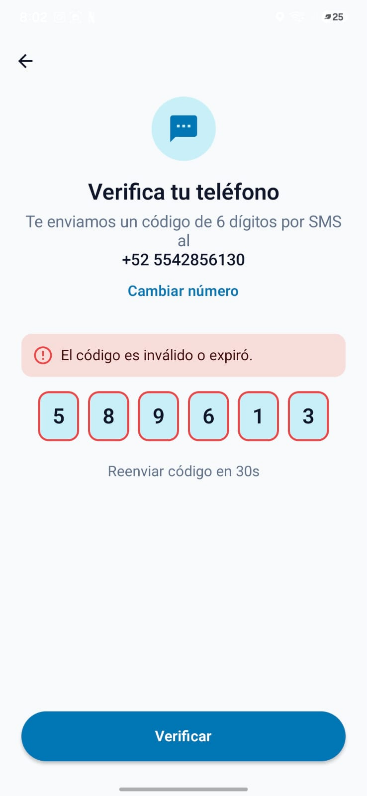 25
Verifica tu teléfono
Te enviamos un código de 6 dígitos por SMS
al
+52 5542856130
Cambiar número
El código es inválido o expiró.
5 8 9 6 1 3
Reenviar código en 30s
Verificar